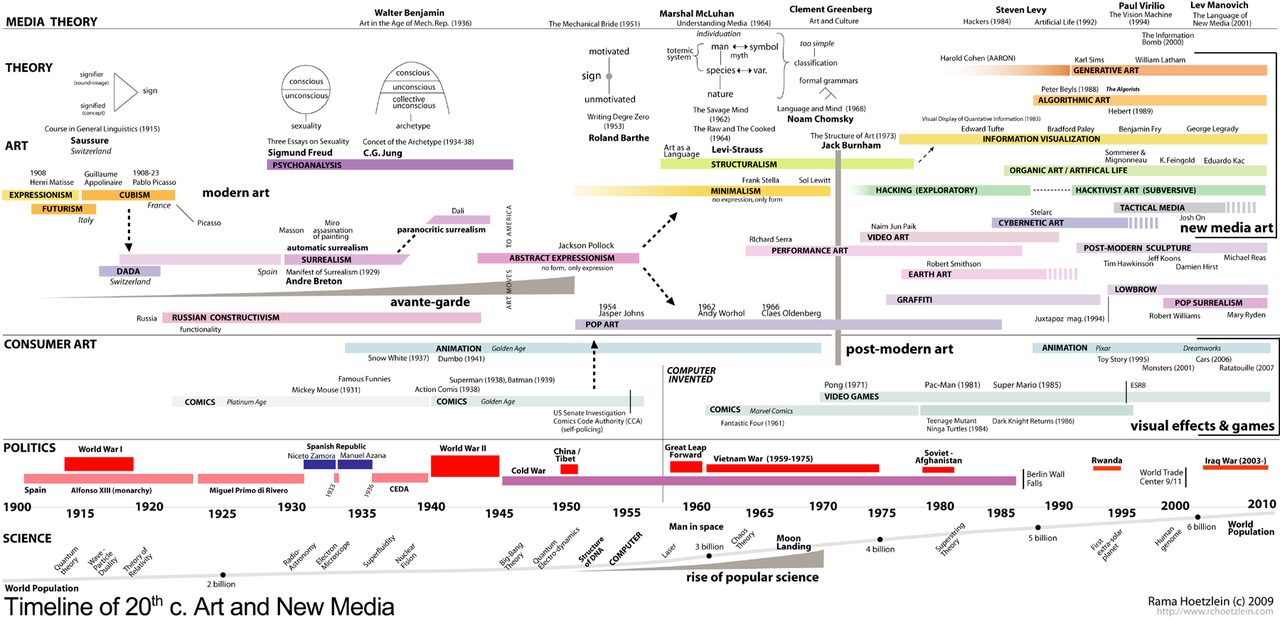 MEDIA THEORY
Walter Benjamin
Art in the Age of Mech. Rep. (1936)
The Mechanical Bride (1951)
Marshal McLuhan
Understanding Media (1964)
Clement Greenberg
Art and Culture
Steven Levy
Hackers (1984)
Artificial Life (1992)
Paul Virilio
The Vision Machine
(1994)
Lev Manovich
The Language of
New Media (2001)
The Information
Bomb (2000)
THEORY
signifier
(sound-image)
sign
signified
(concept)
Course in General Linguistics (1915)
Saussure
Switzerland
conscious
unconscious
sexuality
Three Essays on Sexuality
Sigmund Freud
conscious
unconscious
collective
unconscious
archetype
Concet of the Archetype (1934-38)
C.G. Jung
PSYCHOANALYSIS
motivated
sign
unmotivated
Writing Degre Zero
(1953)
Roland Barthe
individuation
totemic
system
man
symbol
myth
species
var.
nature
The Savage Mind
(1962)
The Raw and The Cooked
(1964)
Levi-Strauss
Art as a
Language
STRUCTURALISM
too simple
classification
formal grammars
Language and Mind (1968)
Noam Chomsky
The Structure of Art (1973)
Jack Burnham
Harold Cohen (AARON)
Karl Sims
William Latham
GENERATIVE ART
Peter Beyls (1988)
The Algorists
ALGORITHMIC ART
Hebert (1989)
Visual Display of Quantative Information (1983)
Edward Tufte
Bradford Paley
Benjamin Fry
George Legrady
INFORMATION VISUALIZATION
Sommerer &
Mignonneau
K.Feingold
Eduardo Kac
ORGANIC ART / ARTIFICAL LIFE
ART
1908
Henri Matisse
Guillaume
Appolinaire
1908-23
Pablo Picasso
modern art
EXPRESSIONISM
CUBISM
FUTURISM
Italy
France
Picasso
Frank Stella
Sol Lewitt
MINIMALISM
no expression, only form
HACKING (EXPLORATORY)
HACKTIVIST ART (SUBVERSIVE)
TACTICAL MEDIA
Josh On
new media art
Stelarc
CYBERNETIC ART
Naim Jun Paik
VIDEO ART
Masson
Miro
assasination
of painting
automatic surrealism
SURREALISM
Manifest of Surrealism (1929)
Andre Breton
Spain
Dali
paranocritic surrealism
DADA
Switzerland
ART MOVES TO AMERICA
Jackson Pollock
ABSTRACT EXPRESSIONISM
no form, only expression
RIchard Serra
PERFORMANCE ART
POST-MODERN SCULPTURE
Tim Hawkinson
Jeff Koons
Damien Hirst
Michael Reas
Robert Smithson
EARTH ART
avante-garde
GRAFFITI
LOWBROW
POP SURREALISM
Juxtapoz mag. (1994)
Robert Williams
Mary Ryden
Russia
RUSSIAN CONSTRUCTIVISM
functionality
1954
Jasper Johns
1962
Andy Worhol
1966
Claes Oldenberg
POP ART
CONSUMER ART
ANIMATION
Golden Age
Snow White (1937)
Dumbo (1941)
post-modern art
ANIMATION
Pixar
Dreamworks
Toy Story (1995)
Monsters (2001)
Cars (2006)
Ratatouille (2007
COMPUTER
INVENTED
Famous Funnies
Mickey Mouse (1931)
Superman (1938), Batman (1939)
Action Comis (1938)
COMICS
Platinum Age
COMICS
Golden Age
US Senate Investigation
Comics Code Authority (CCA)
(self-policing)
Pong (1971)
Pac-Man (1981)
Super Mario (1985)
ESRB
VIDEO GAMES
COMICS
Marvel Comics
Fantastic Four (1961)
Teenage Mutant
Ninga Turtles (1984)
Dark Knight Returns (1986)
visual effects & games
POLITICS
World War I
Spanish Republic
Niceto Zamora
Manuel Azana
World War II
China /
Tibet
Cold War
Great Leap
Forward
Vietnam War (1959-1975)
Soviet -
Afghanistan
Berlin Wall
Falls
Rwanda
World Trade
Center 9/11
Iraq War (2003-)
Spain
Alfonso XIII (monarchy)
Miguel Primo di Rivero
1933
1936
CEDA
1900
1915
1920
1925
1930
1935
1940
1945
1950
1955
1960
1965
1970
1975
1980
1985
1990
1995
2000
2010
SCIENCE
Quantum
theory
Wave-
Particle
Duality
Theory of
Relativity
Radio-
Astronomy
Electron
Microscope
Superfluidity
Nuclear
Fission
Big-Bang
Theory
Quantum
Electro-dynamics
Structure
of DNA
COMPUTER
Laser
Man in space
3 billion
Chaos
Theory
Moon
Landing
4 billion
Superstring
Theory
5 billion
First
extra-solar
planet
Human
genome
6 billion
World
Population
World Population
2 billion
rise of popular science
Timeline of 20th c. Art and New Media
Rama Hoetzlein (c) 2009
http://www.rchoetzlein.com